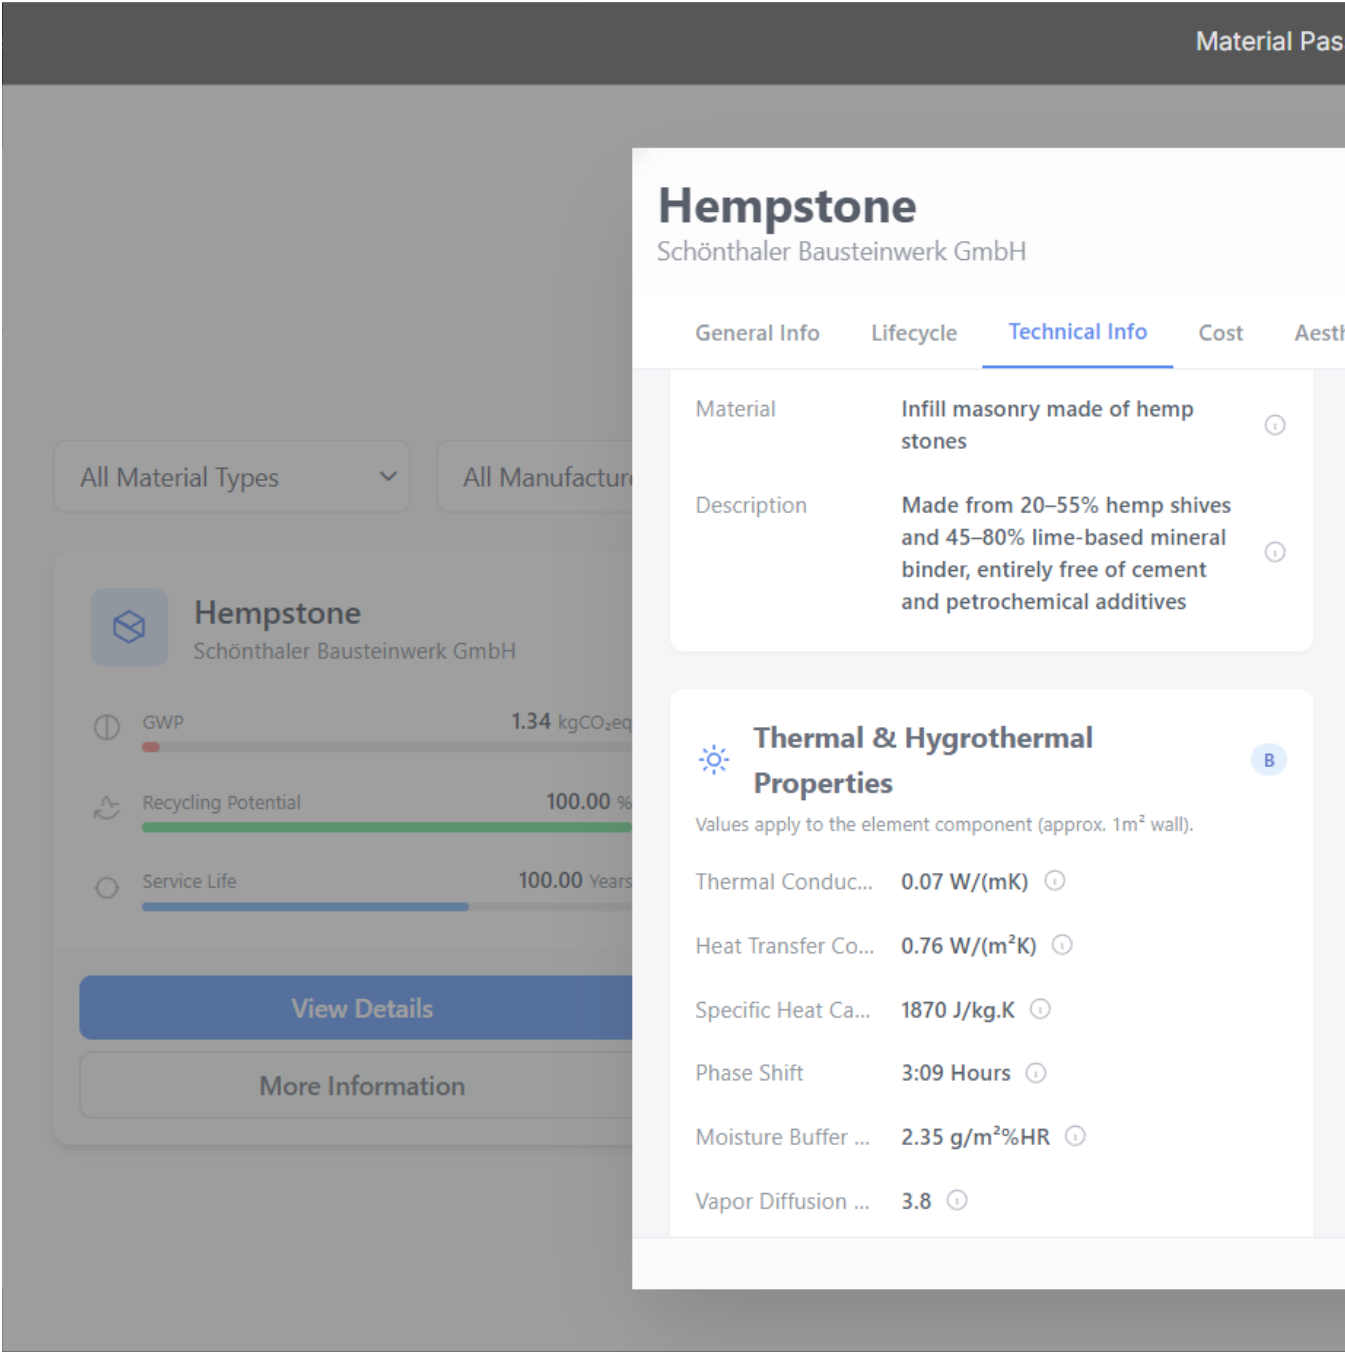 Material Pas
Hempstone
Schönthaler Bausteinwerk GmbH
General Info
Lifecycle
Technical Info
Cost
Aesth
Material
Infill masonry made of hemp
stones
Description
Made from 20–55% hemp shives
and 45–80% lime-based mineral
binder, entirely free of cement
and petrochemical additives
Thermal & Hygrothermal
Properties
B
Values apply to the element component (approx. 1m² wall).
Thermal Conduc... 0.07 W/(mK)
Heat Transfer Co... 0.76 W/(m²K)
Specific Heat Ca... 1870 J/kg.K
Phase Shift 3:09 Hours
Moisture Buffer ... 2.35 g/m²%HR
Vapor Diffusion ... 3.8
All Material Types
All Manufacture
Hempstone
Schönthaler Bausteinwerk GmbH
GWP 1.34 kgCO₂eq
Recycling Potential 100.00 %
Service Life 100.00 Years
View Details
More Information